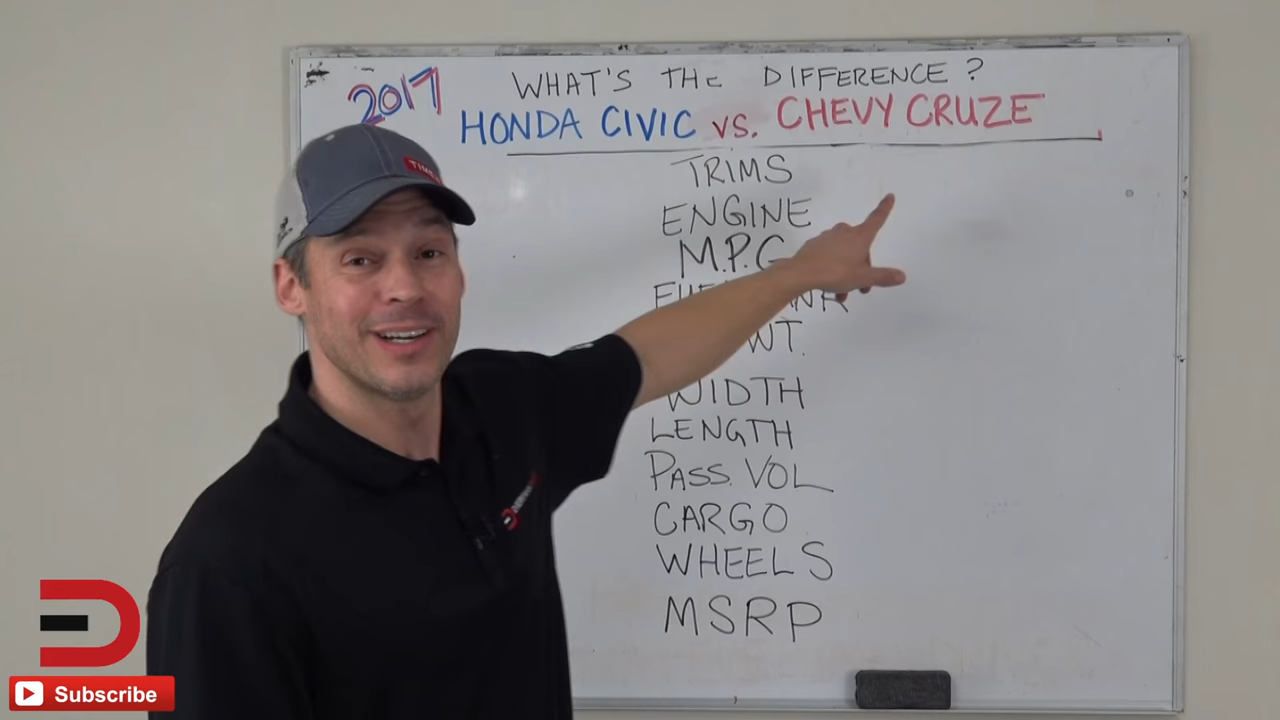 2017
WHAT'S THE DIFFERENCE?
HONDA CIVIC vs. CHEVY CRUZE
TRIMS
ENGINE
M.P.G
WT.
WIDTH
LENGTH
PASS. VOL
CARGO
WHEELS
MSRP
Subscribe